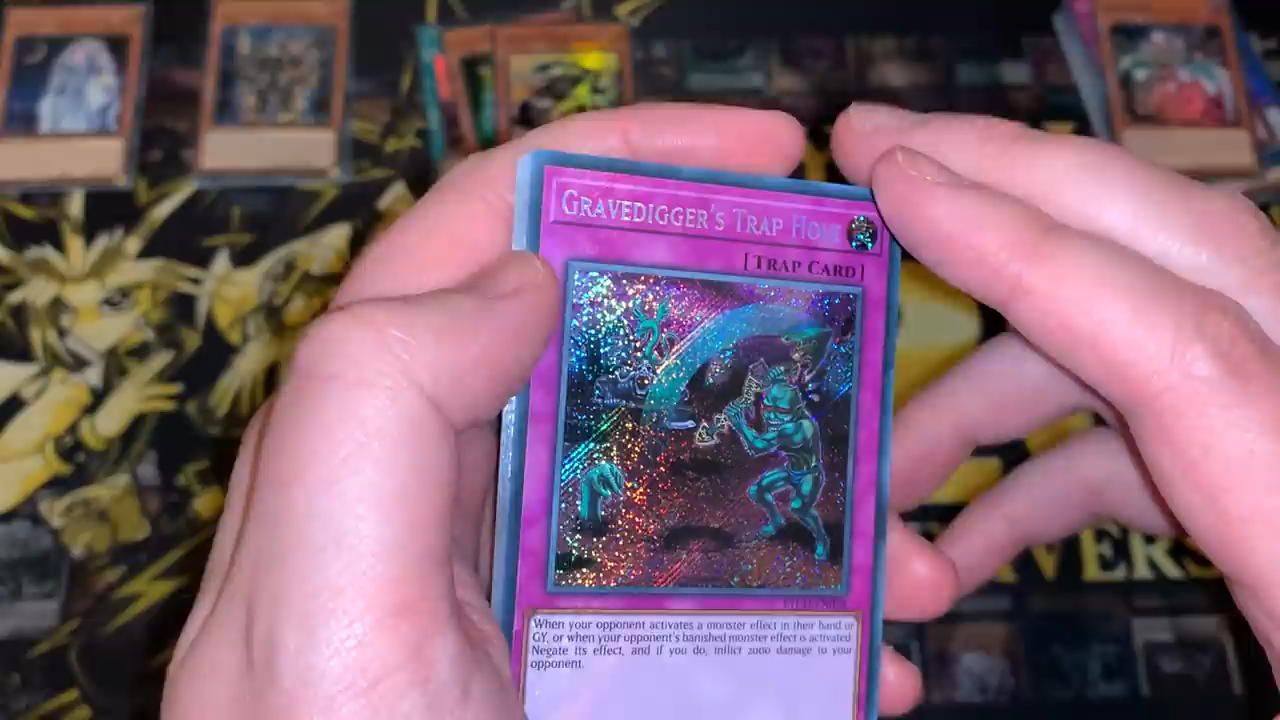 GRAVEDIGGER'S TRAP HOLE
[TRAP CARD]
When your opponent activates a monster effect in their hand or
GY, or when your opponent's banished monster effect is activated:
Negate its effect, and if you do, inflict 2000 damage to your
opponent.